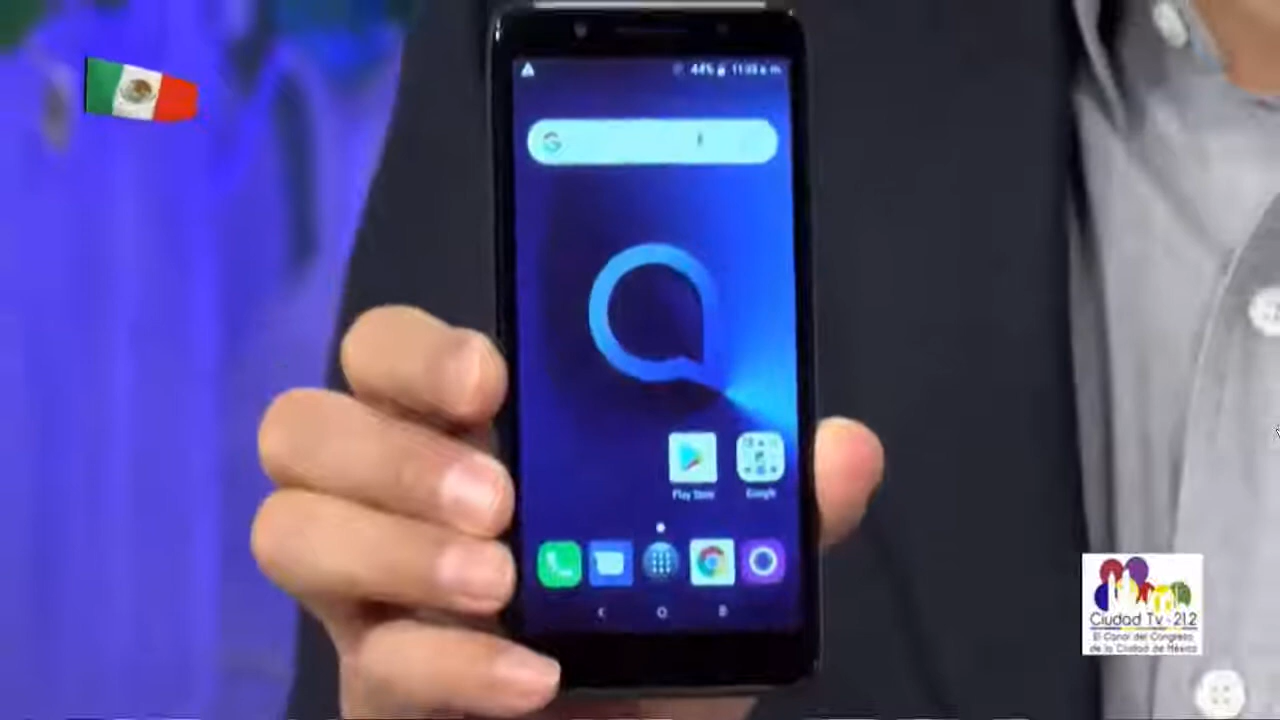 44%
Play Store
Google
Ciudad Tv - 21.2
El Canal del Congreso
de la Ciudad de México